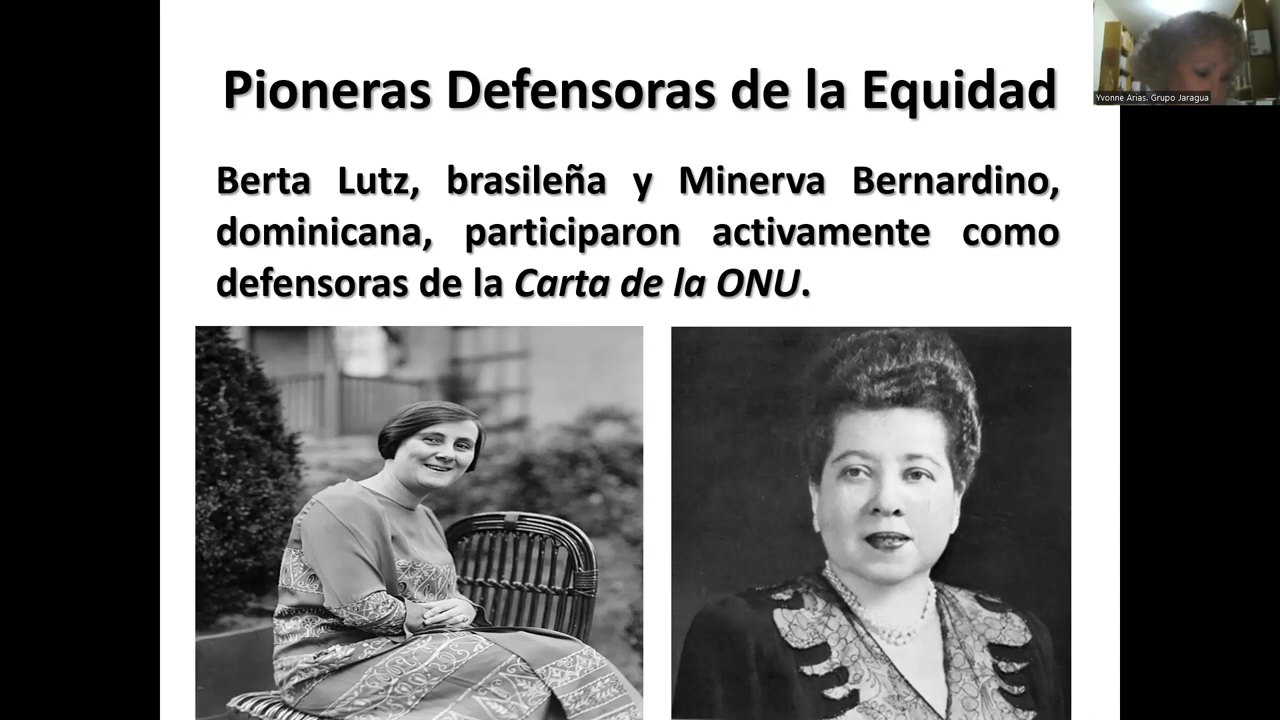 Pioneras Defensoras de la Equidad
Yvonne Arias. Grupo Jaragua
Berta Lutz, brasileña y Minerva Bernardino,
dominicana, participaron activamente como
defensoras de la Carta de la ONU.